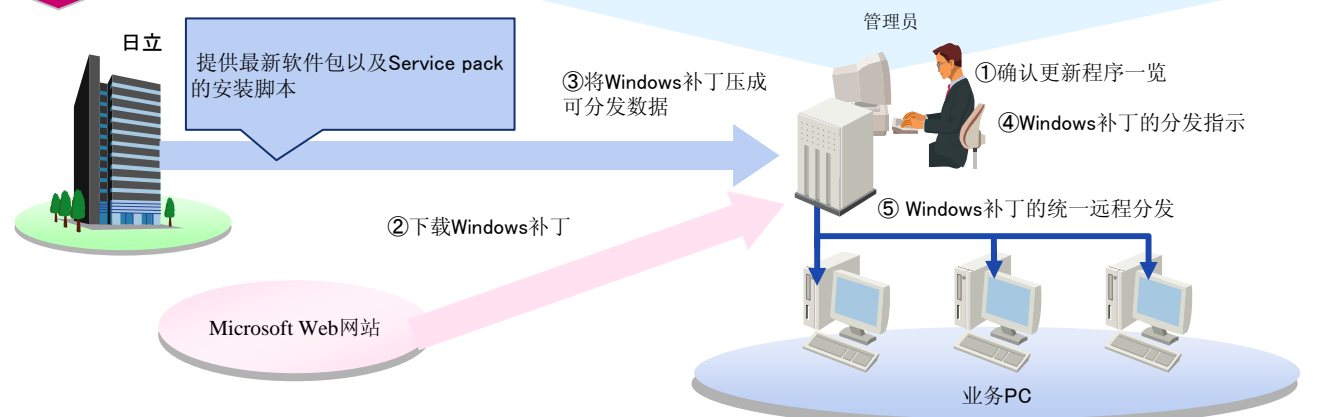 管理员
日立
提供最新软件包以及Service pack
的安装脚本
③将Windows补丁压成
可分发数据
①确认更新程序一览
④Windows补丁的分发指示
②下载Windows补丁
⑤ Windows补丁的统一远程分发
Microsoft Web网站
业务PC